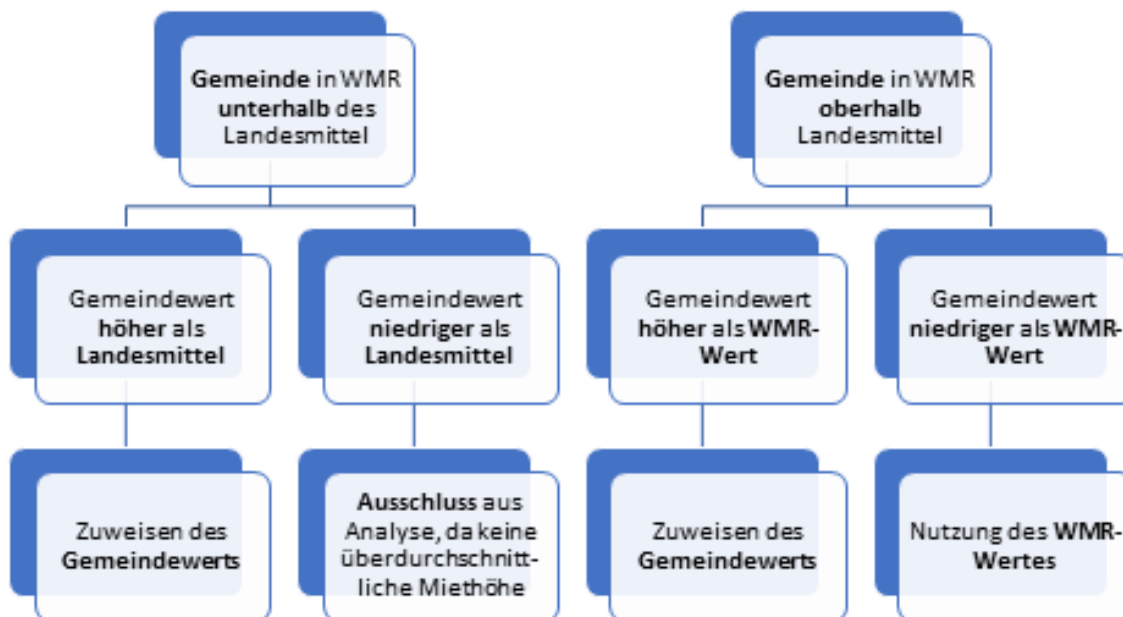 Gemeinde in WMR
unterhalb des
Landesmittel
Gemeinde in WMR
oberhalb
Landesmittel
Gemeindewert
höher als
Landesmittel
Gemeindewert
niedriger als
Landesmittel
Gemeindewert
höher als WMR-
Wert
Gemeindewert
niedriger als WMR-
Wert
Zuweisen des
Gemeindewerts
Ausschluss aus
Analyse, da keine
überdurchschnitt-
liche Miethöhe
Zuweisen des
Gemeindewerts
Nutzung des WMR-
Wertes